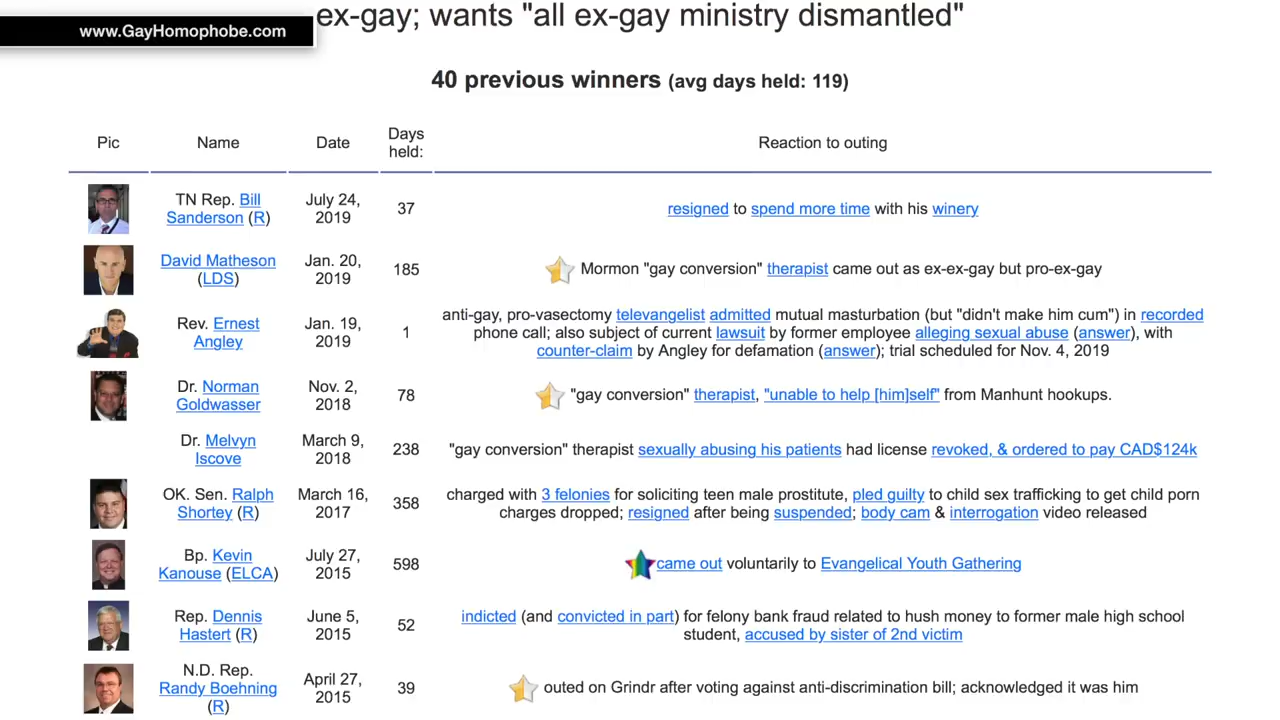 ex-gay; wants "all ex-gay ministry dismantled"
www.GayHomophobe.com
40 previous winners (avg days held: 119)
Pic Name Date Days held: Reaction to outing
TN Rep. Bill Sanderson (R) July 24, 2019 37 resigned to spend more time with his winery
David Matheson (LDS) Jan. 20, 2019 185 Mormon "gay conversion" therapist came out as ex-ex-gay but pro-ex-gay
Rev. Ernest Angley Jan. 19, 2019 1 anti-gay, pro-vasectomy televangelist admitted mutual masturbation (but "didn't make him cum") in recorded
phone call; also subject of current lawsuit by former employee alleging sexual abuse (answer), with
counter-claim by Angley for defamation (answer); trial scheduled for Nov. 4, 2019
Dr. Norman Goldwasser Nov. 2, 2018 78 "gay conversion" therapist, "unable to help [him]self" from Manhunt hookups.
Dr. Melvyn Iscove March 9, 2018 238 "gay conversion" therapist sexually abusing his patients had license revoked, & ordered to pay CAD$124k
OK. Sen. Ralph Shortey (R) March 16, 2017 358 charged with 3 felonies for soliciting teen male prostitute, pled guilty to child sex trafficking to get child porn
charges dropped; resigned after being suspended; body cam & interrogation video released
Bp. Kevin Kanouse (ELCA) July 27, 2015 598 came out voluntarily to Evangelical Youth Gathering
Rep. Dennis Hastert (R) June 5, 2015 52 indicted (and convicted in part) for felony bank fraud related to hush money to former male high school
student, accused by sister of 2nd victim
N.D. Rep. Randy Boehning (R) April 27, 2015 39 outed on Grindr after voting against anti-discrimination bill; acknowledged it was him